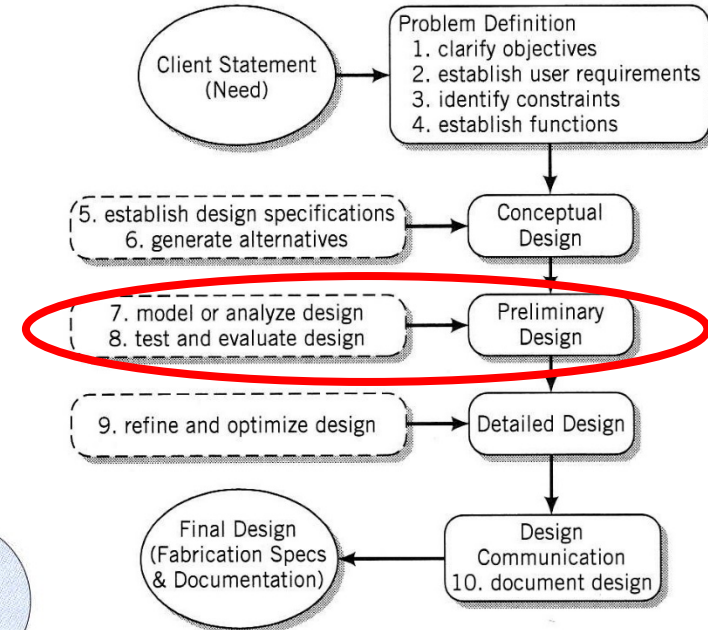 Client Statement
(Need)
Problem Definition
1. clarify objectives
2. establish user requirements
3. identify constraints
4. establish functions
5. establish design specifications
6. generate alternatives
Conceptual
Design
7. model or analyze design
8. test and evaluate design
Preliminary
Design
9. refine and optimize design
Detailed Design
Final Design
(Fabrication Specs
& Documentation)
Design
Communication
10. document design